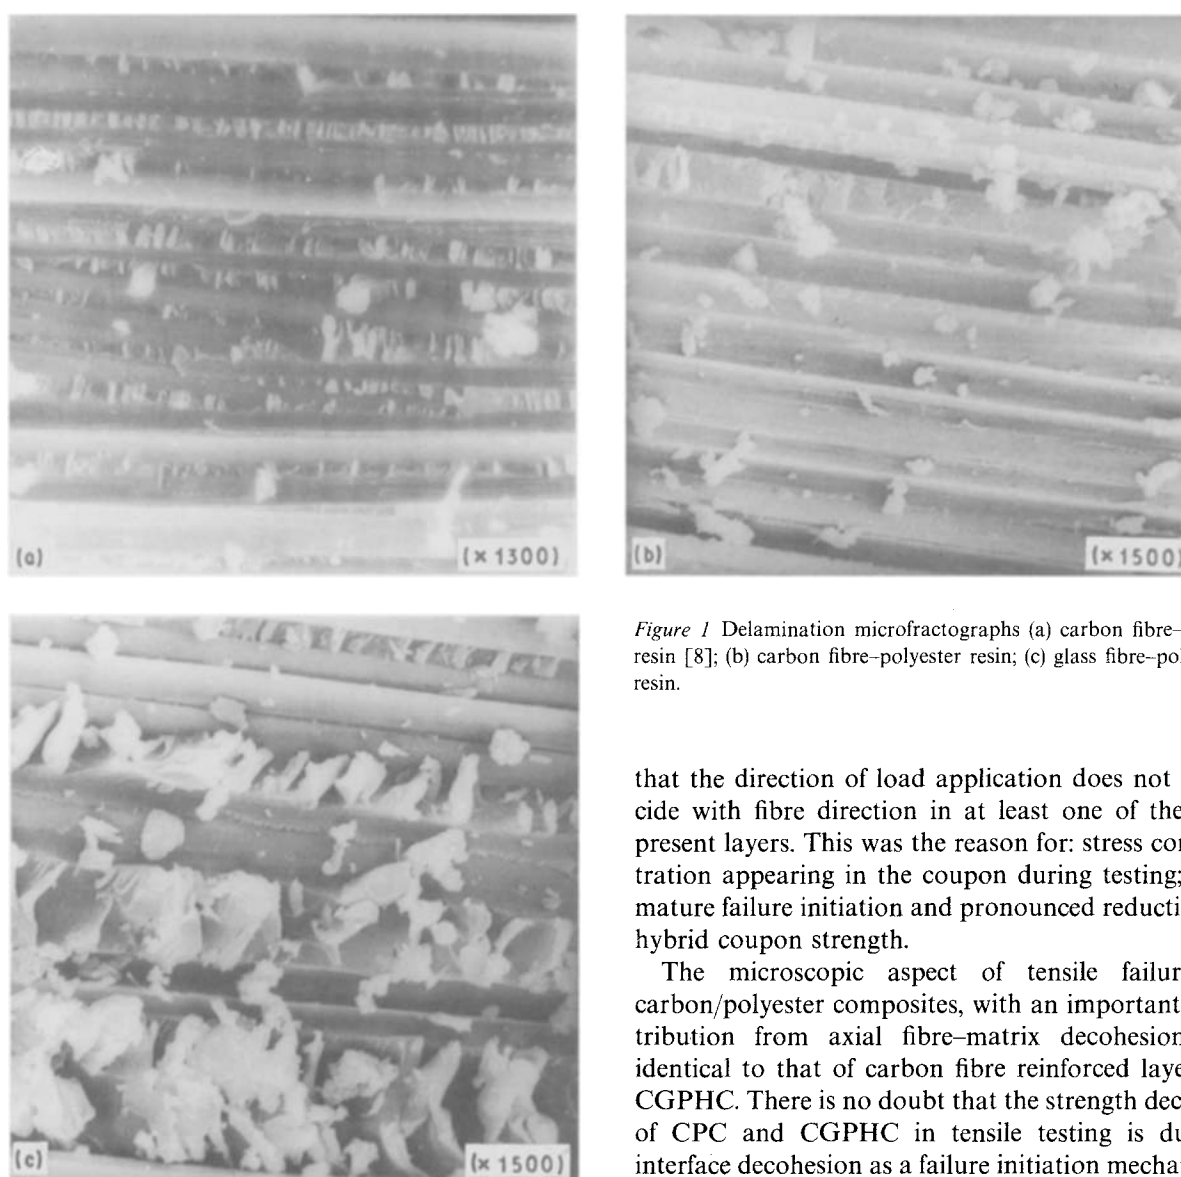 (a)
(× 1300)
(b)
(× 1500)
(c)
(× 1500)
Figure 1 Delamination microfractographs (a) carbon fibre–
resin [8]; (b) carbon fibre–polyester resin; (c) glass fibre–po
resin.
that the direction of load application does not
cide with fibre direction in at least one of the
present layers. This was the reason for: stress co
tration appearing in the coupon during testing;
mature failure initiation and pronounced reducti
hybrid coupon strength.
The microscopic aspect of tensile failur
carbon/polyester composites, with an important
tribution from axial fibre–matrix decohesion
identical to that of carbon fibre reinforced laye
CGPHC. There is no doubt that the strength dec
of CPC and CGPHC in tensile testing is du
interface decohesion as a failure initiation mecha